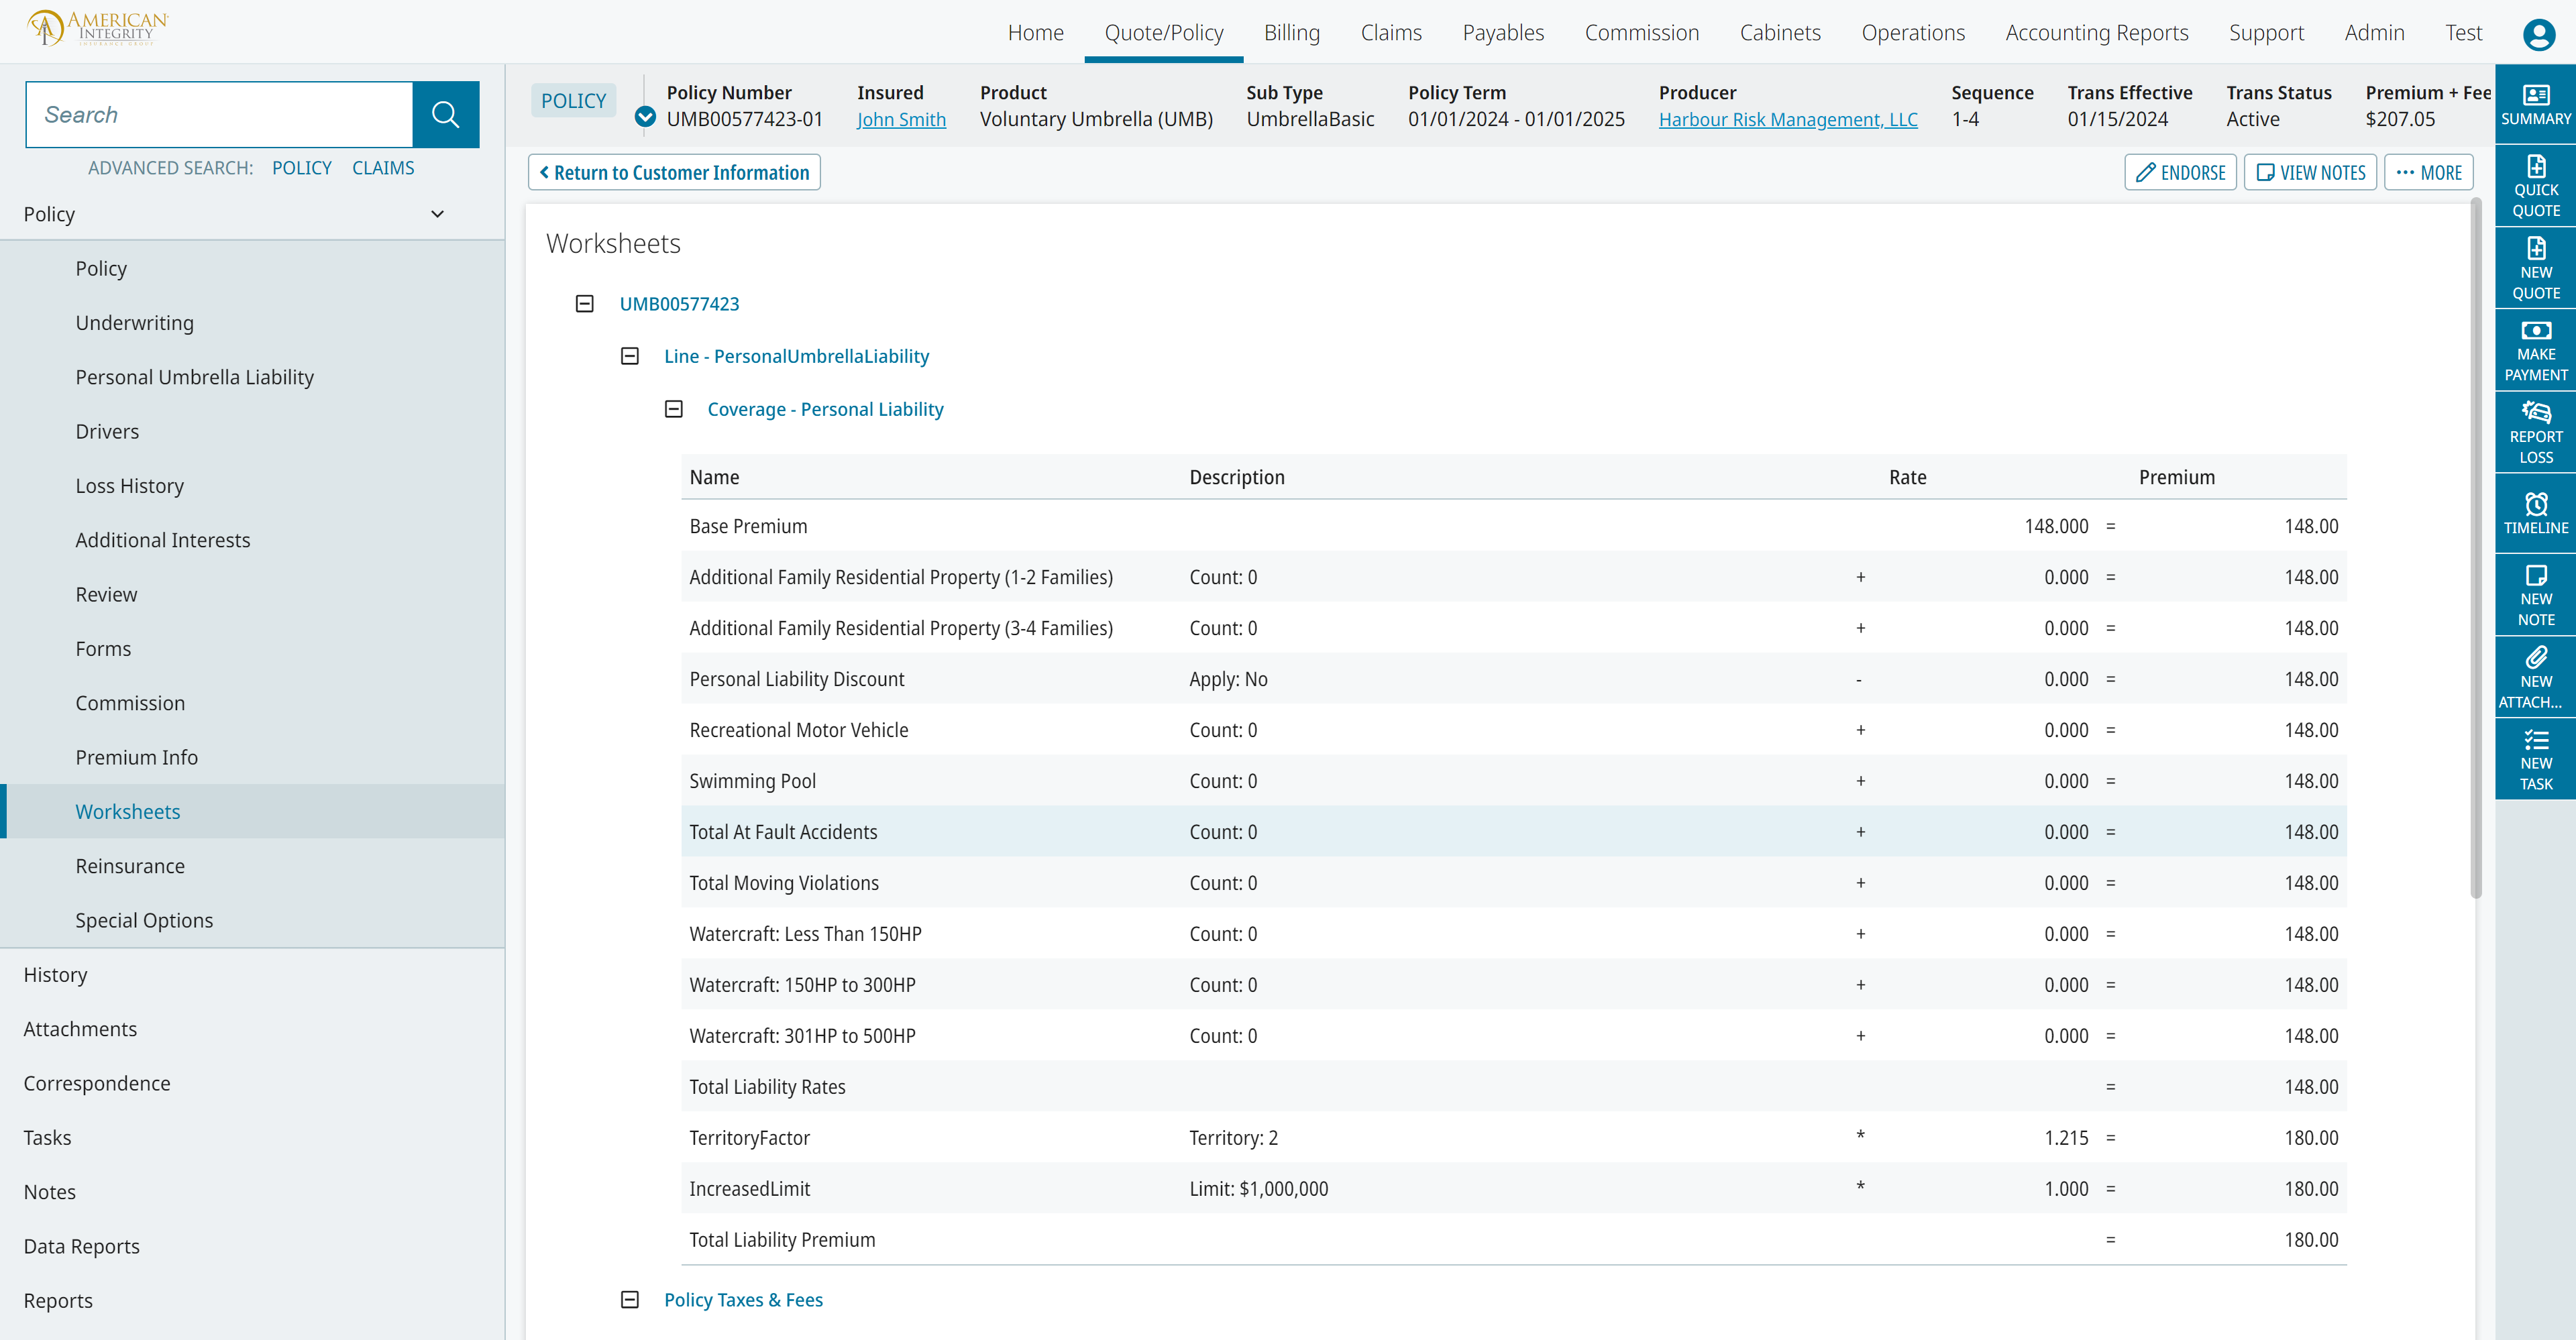 AMERICAN
INTEGRITY
INSURANCE GROUP
Home Quote/Policy Billing Claims Payables Commission Cabinets Operations Accounting Reports Support Admin Test
Search
ADVANCED SEARCH: POLICY CLAIMS
Policy
Policy
Underwriting
Personal Umbrella Liability
Drivers
Loss History
Additional Interests
Review
Forms
Commission
Premium Info
Worksheets
Reinsurance
Special Options
History
Attachments
Correspondence
Tasks
Notes
Data Reports
Reports
POLICY
Policy Number Insured Product Sub Type Policy Term Producer Sequence Trans Effective Trans Status Premium + Fee
UMB00577423-01 John Smith Voluntary Umbrella (UMB) UmbrellaBasic 01/01/2024 - 01/01/2025 Harbour Risk Management, LLC 1-4 01/15/2024 Active $207.05
Return to Customer Information ENDORSE VIEW NOTES ... MORE
Worksheets
UMB00577423
Line - PersonalUmbrellaLiability
Coverage - Personal Liability
Name Description Rate Premium
Base Premium 148.000 = 148.00
Additional Family Residential Property (1-2 Families) Count: 0 + 0.000 = 148.00
Additional Family Residential Property (3-4 Families) Count: 0 + 0.000 = 148.00
Personal Liability Discount Apply: No - 0.000 = 148.00
Recreational Motor Vehicle Count: 0 + 0.000 = 148.00
Swimming Pool Count: 0 + 0.000 = 148.00
Total At Fault Accidents Count: 0 + 0.000 = 148.00
Total Moving Violations Count: 0 + 0.000 = 148.00
Watercraft: Less Than 150HP Count: 0 + 0.000 = 148.00
Watercraft: 150HP to 300HP Count: 0 + 0.000 = 148.00
Watercraft: 301HP to 500HP Count: 0 + 0.000 = 148.00
Total Liability Rates = 148.00
TerritoryFactor Territory: 2 * 1.215 = 180.00
IncreasedLimit Limit: $1,000,000 * 1.000 = 180.00
Total Liability Premium = 180.00
Policy Taxes & Fees
SUMMARY
QUICK
QUOTE
NEW
QUOTE
MAKE
PAYMENT
REPORT
LOSS
TIMELINE
NEW
NOTE
NEW
ATTACH...
NEW
TASK